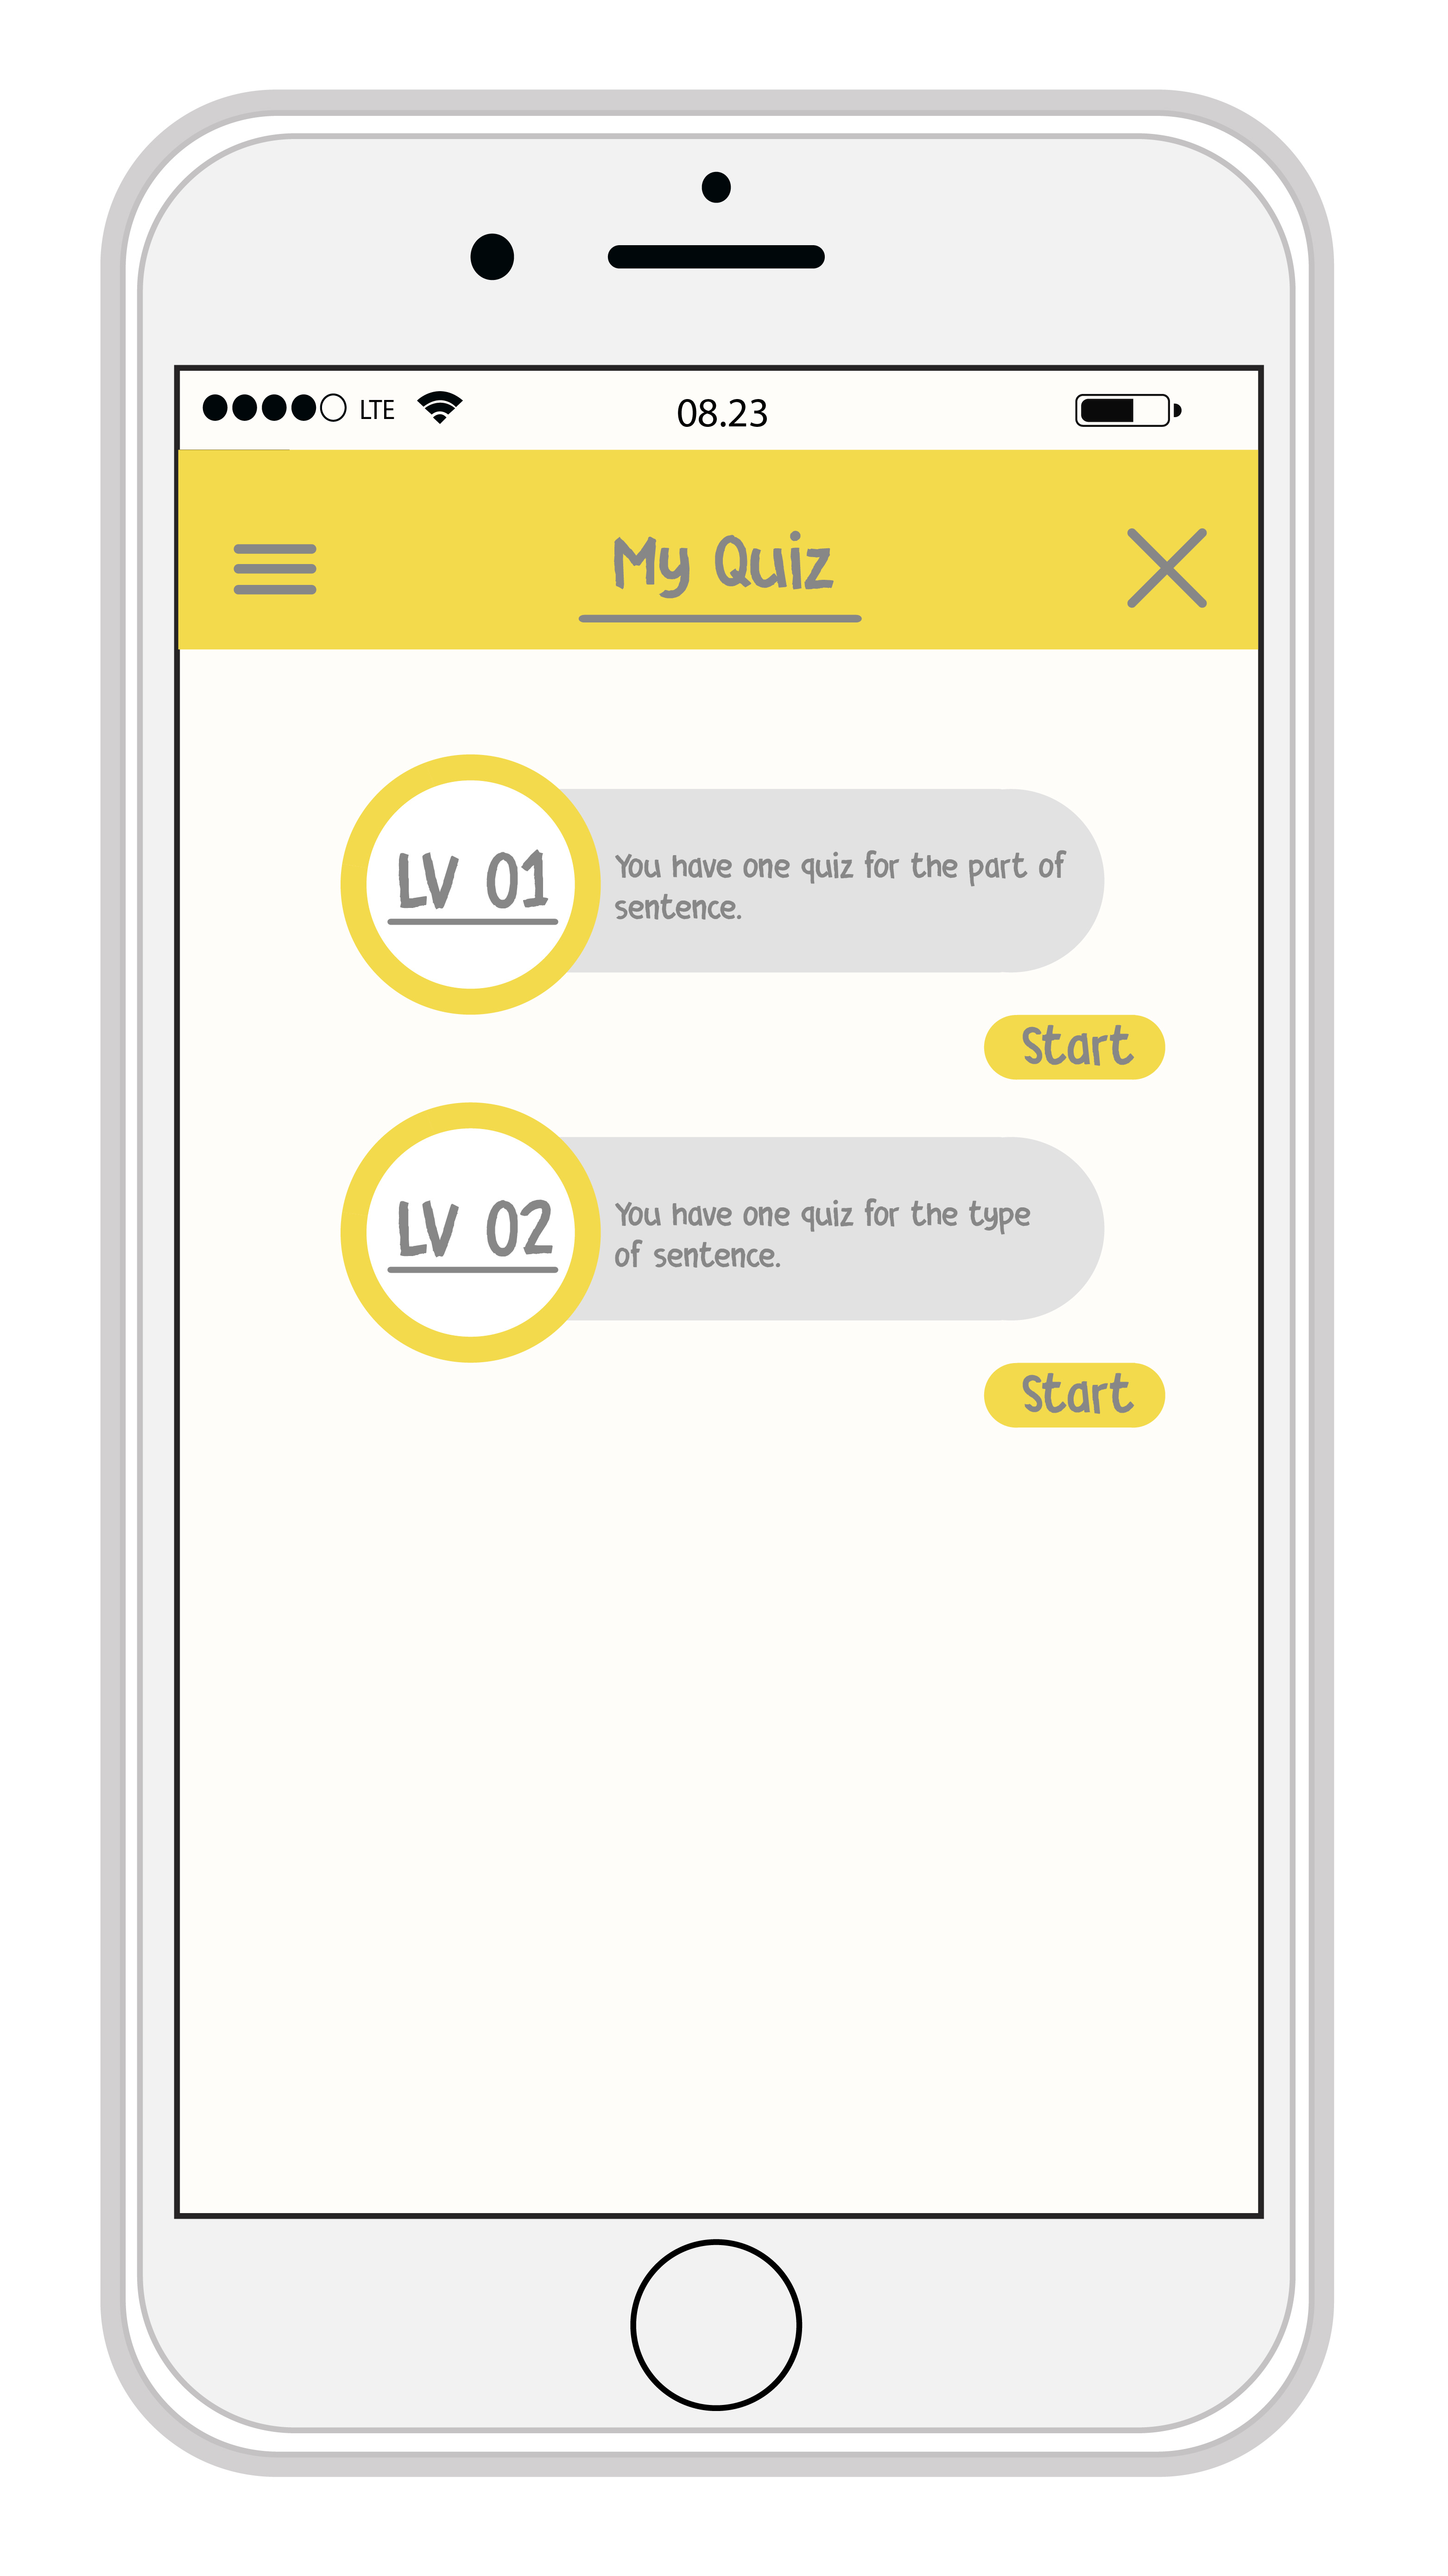 LTE 08.23
My Quiz
LV 01
You have one quiz for the part of
sentence.
Start
LV 02
You have one quiz for the type
of sentence.
Start